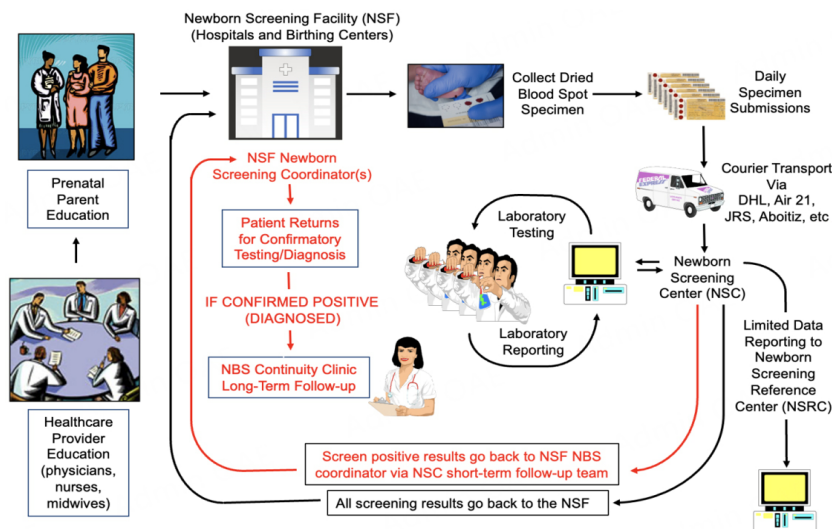 Newborn Screening Facility (NSF)
(Hospitals and Birthing Centers)
Collect Dried
Blood Spot
Specimen
Daily
Specimen
Submissions
Prenatal
Parent
Education
NSF Newborn
Screening Coordinator(s)
Patient Returns
for Confirmatory
Testing/Diagnosis
IF CONFIRMED POSITIVE
(DIAGNOSED)
NBS Continuity Clinic
Long-Term Follow-up
Laboratory
Testing
Laboratory
Reporting
Courier Transport
Via
DHL, Air 21,
JRS, Aboitiz, etc
Newborn
Screening
Center (NSC)
Limited Data
Reporting to
Newborn
Screening
Reference
Center (NSRC)
Healthcare
Provider
Education
(physicians,
nurses,
midwives)
Screen positive results go back to NSF NBS
coordinator via NSC short-term follow-up team
All screening results go back to the NSF